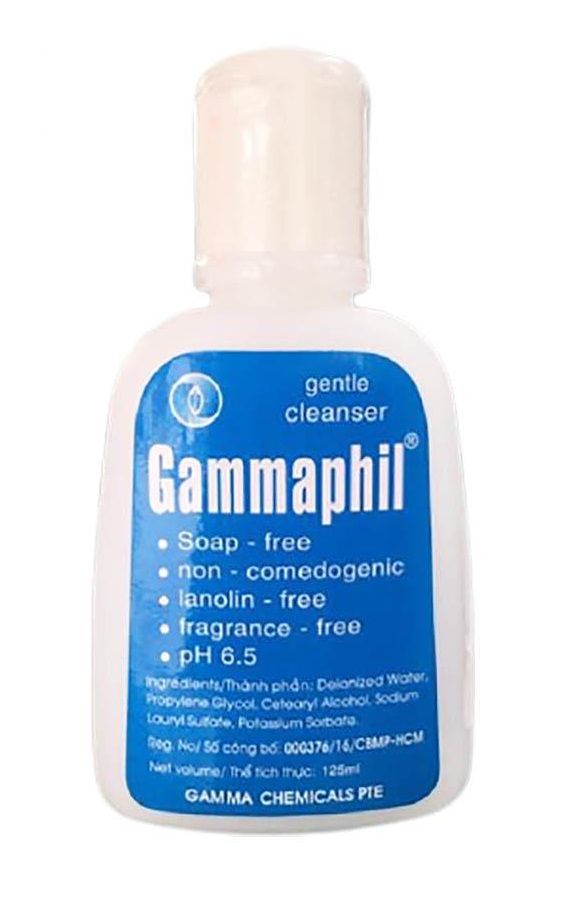 gentle
cleanser
Gammaphil®
• Soap - free
• non - comedogenic
• lanolin - free
• fragrance - free
• pH 6.5
Ingredients/Thành phần: Deionized Water,
Propylene Glycol, Cetearyl Alcohol, Sodium
Lauryl Sulfate, Potassium Sorbate.
Reg. No/ Số công bố: 000376/16/CBMP-HCM
Net volume/ Thể tích thực: 125ml
GAMMA CHEMICALS PTE